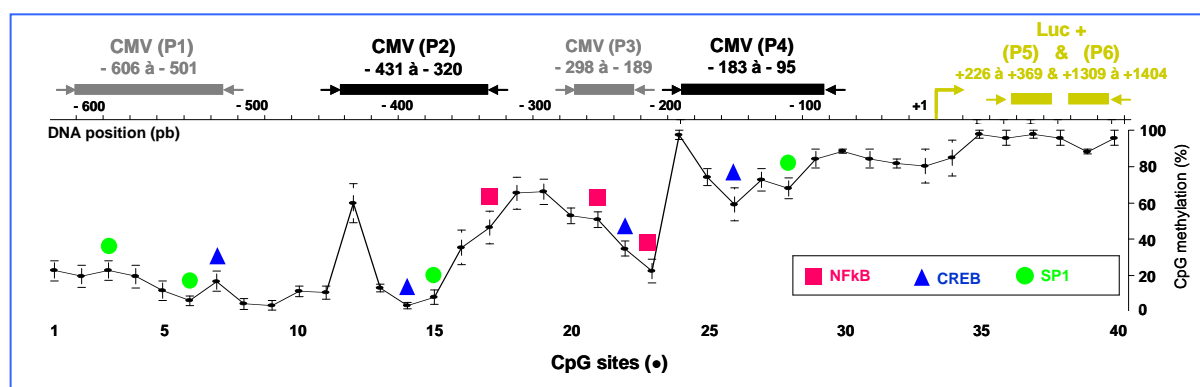 CMV (P1)
- 606 à - 501
CMV (P2)
- 431 à - 320
CMV (P3)
- 298 à - 189
CMV (P4)
- 183 à - 95
Luc +
(P5) & (P6)
+226 à +369 & +1309 à +1404
- 600
- 500
- 400
- 300
- 200
- 100
+1
DNA position (pb)
100
80
60
40
20
0
CpG methylation (%)
NFkB
CREB
SP1
1 5 10 15 20 25 30 35 40
CpG sites (●)